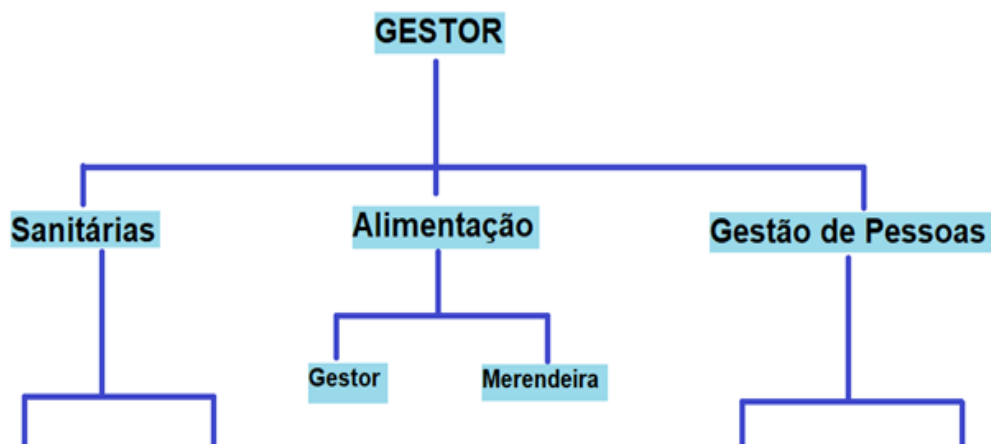 GESTOR
Sanitárias
Alimentação
Gestão de Pessoas
Gestor
Merendeira